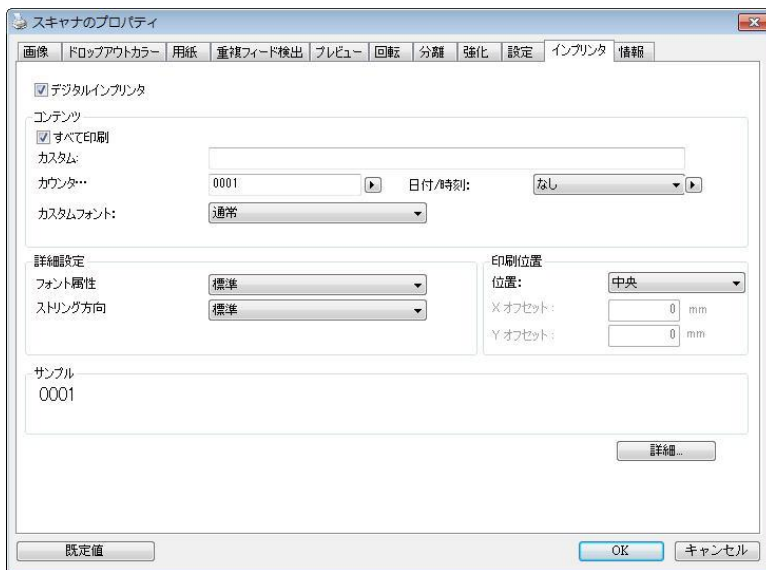 スキャナのプロパティ
画像 ドロップアウトカラー 用紙 重複フィード検出 プレビュー 回転 分離 強化 設定 インプリンタ 情報
デジタルインプリンタ
コンテンツ
すべて印刷
カスタム:
カウンタ… 0001 日付/時刻: なし
カスタムフォント: 通常
詳細設定 印刷位置
フォント属性 標準 位置: 中央
ストリング方向 標準 X オフセット: 0 mm
Y オフセット: 0 mm
サンプル
0001
詳細...
既定値 OK キャンセル